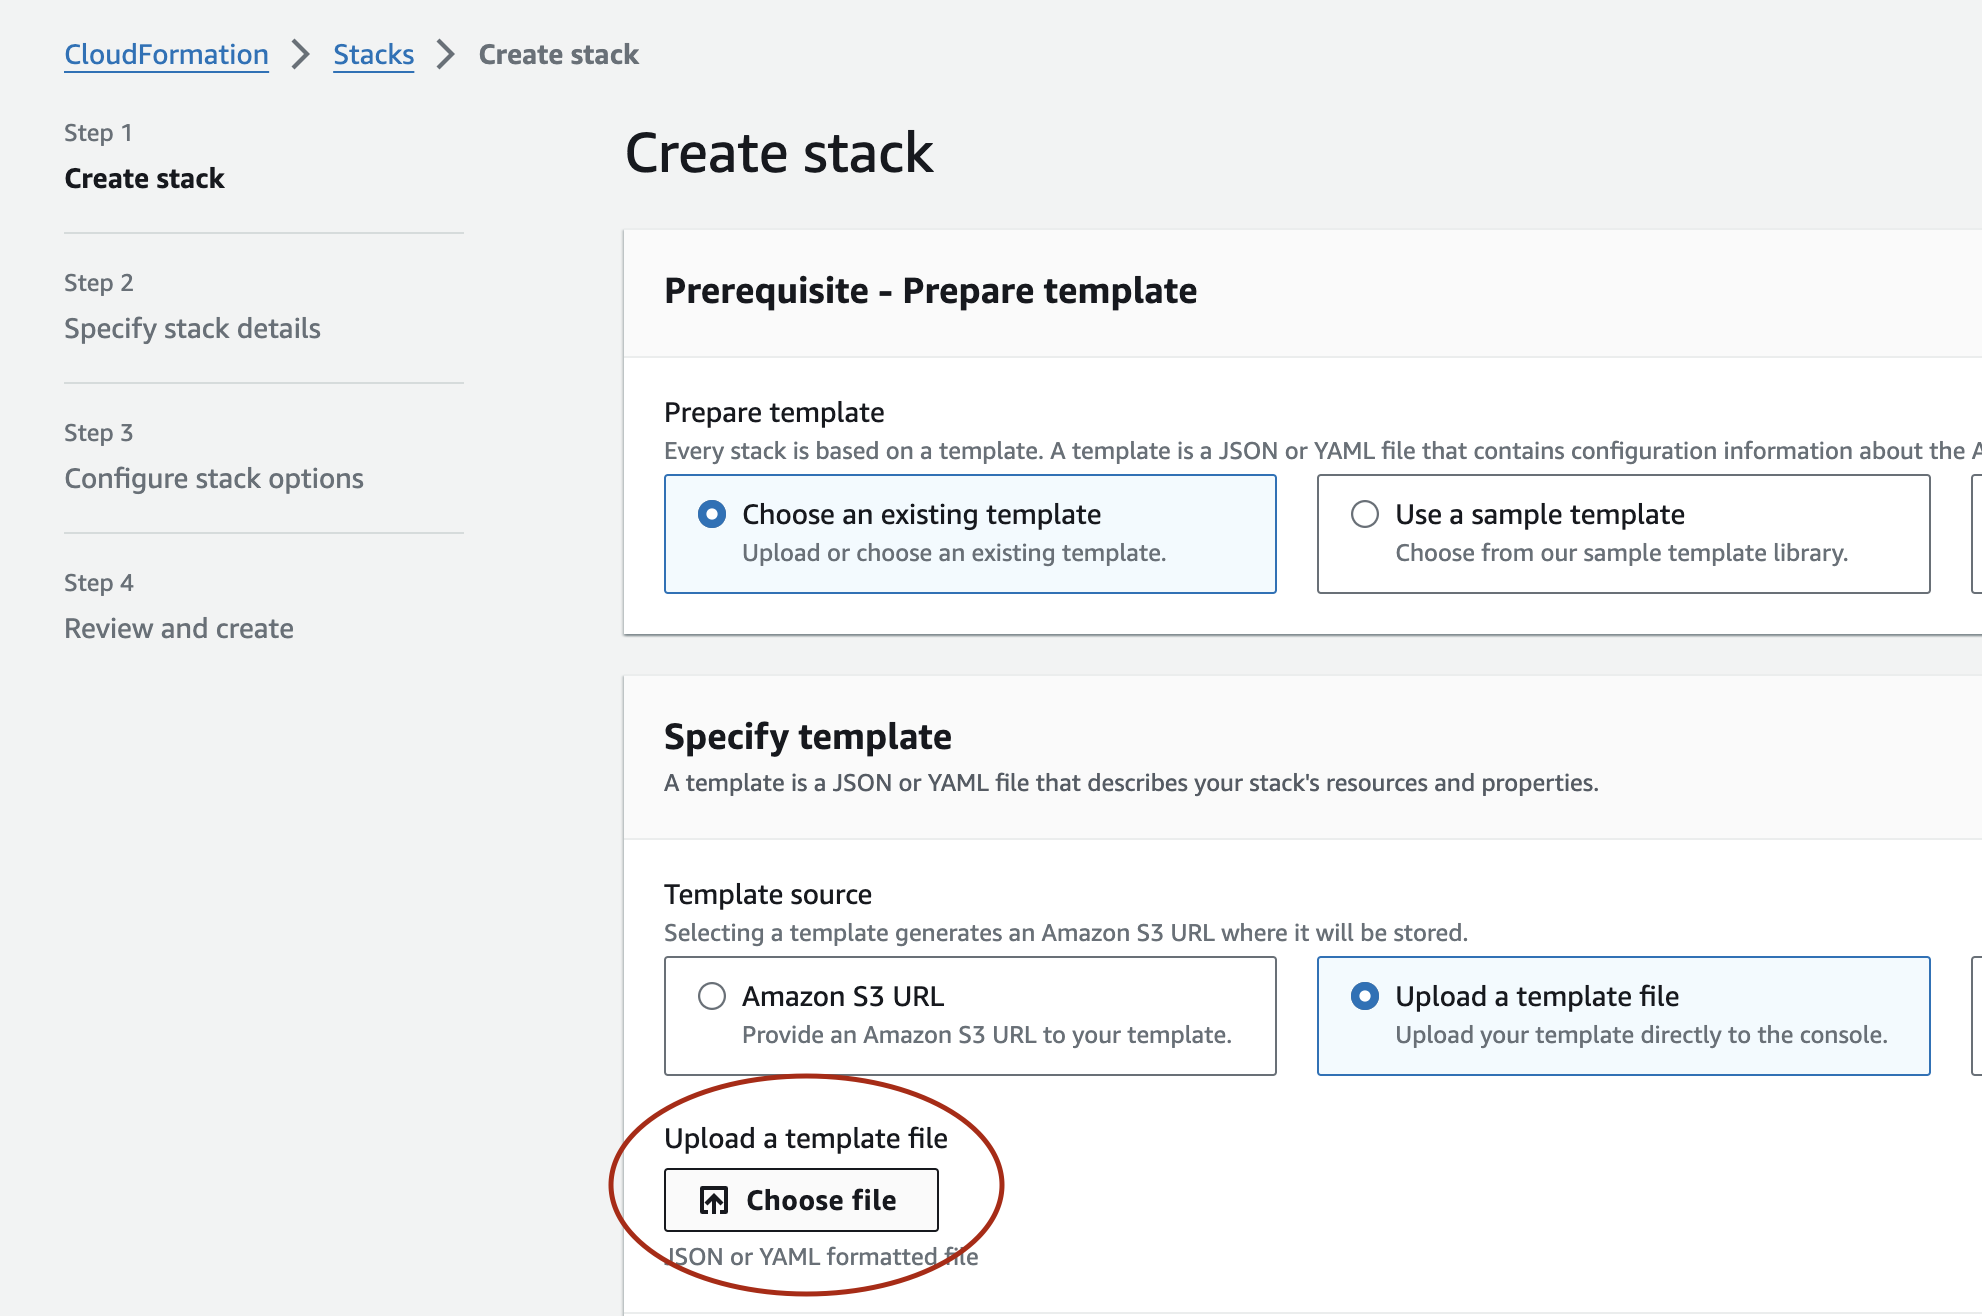 CloudFormation > Stacks > Create stack
Step 1
Create stack
Step 2
Specify stack details
Step 3
Configure stack options
Step 4
Review and create
Create stack
Prerequisite - Prepare template
Prepare template
Every stack is based on a template. A template is a JSON or YAML file that contains configuration information about the
Choose an existing template
Upload or choose an existing template.
Use a sample template
Choose from our sample template library.
Specify template
A template is a JSON or YAML file that describes your stack's resources and properties.
Template source
Selecting a template generates an Amazon S3 URL where it will be stored.
Amazon S3 URL
Provide an Amazon S3 URL to your template.
Upload a template file
Upload your template directly to the console.
Upload a template file
Choose file
JSON or YAML formatted file